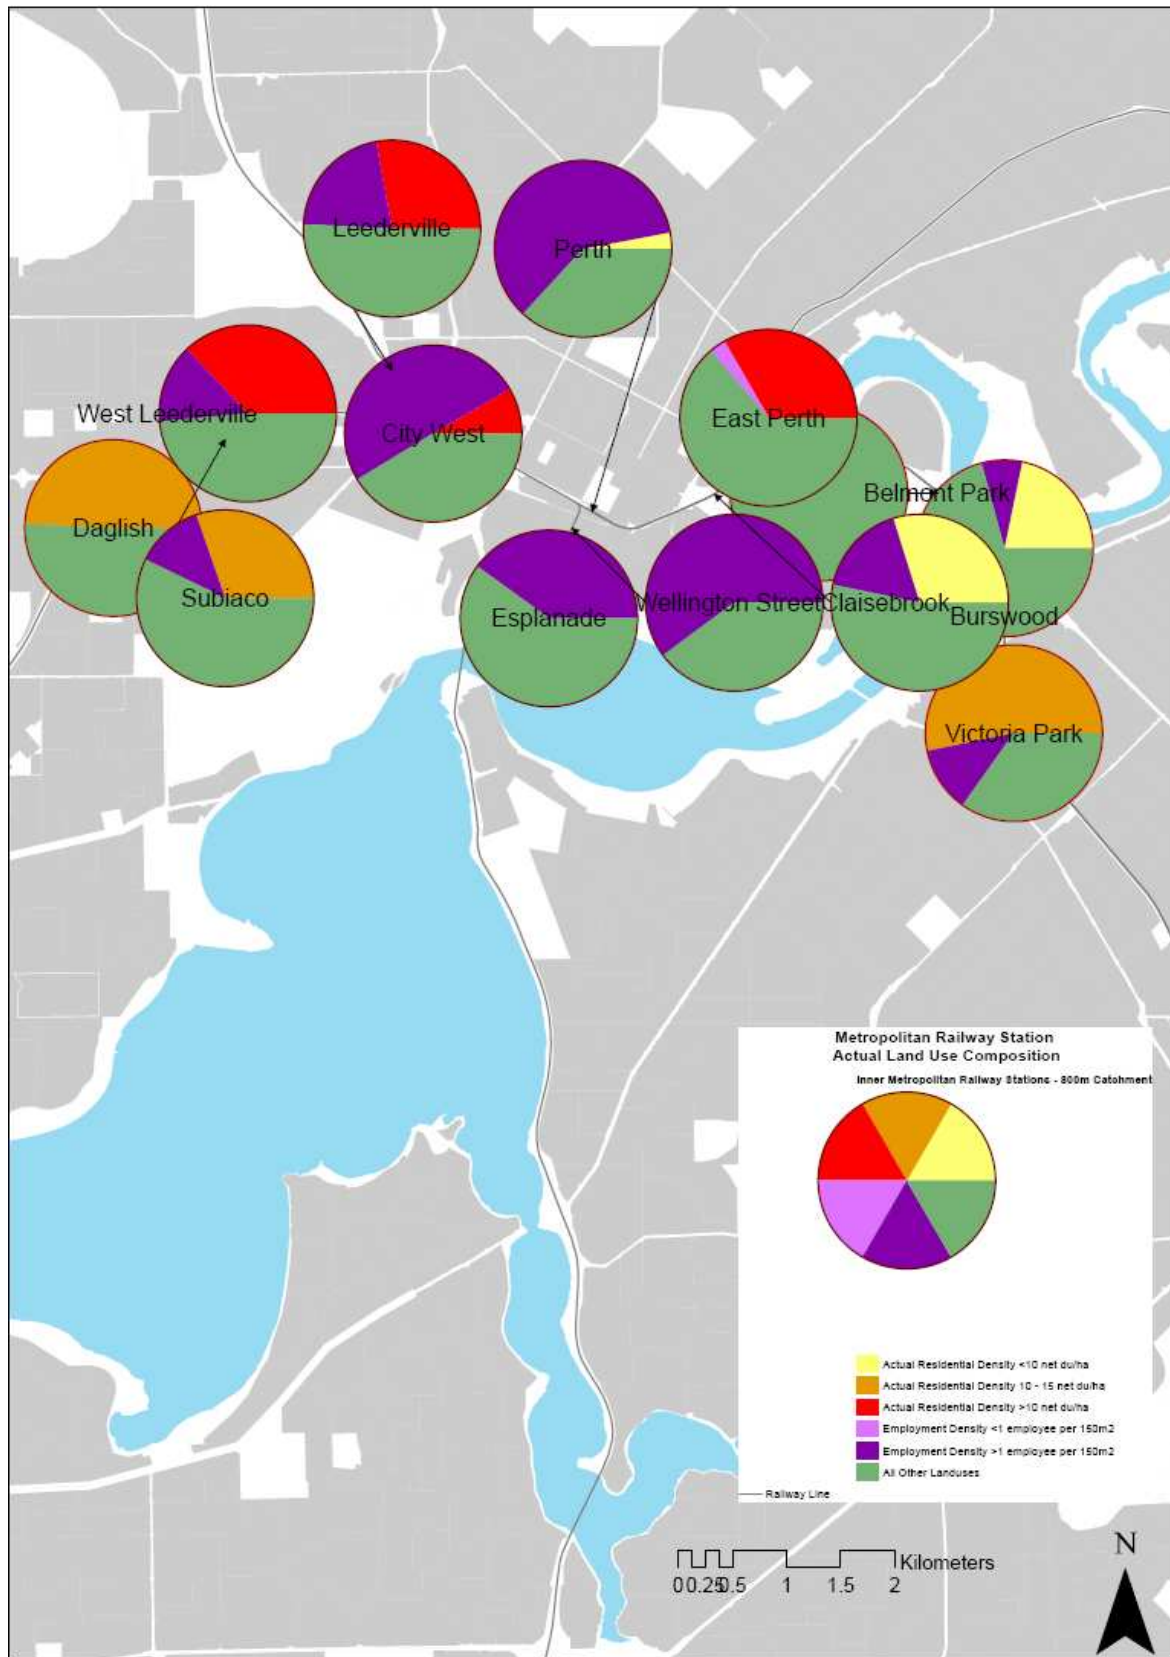 Leederville
Perth
West Leederville
City West
East Perth
Belmont Park
Daglish
Subiaco
Esplanade
Wellington Street
Claisebrook
Burswood
Victoria Park
Metropolitan Railway Station
Actual Land Use Composition
Inner Metropolitan Railway Stations - 800m Catchment
Actual Residential Density <10 net du/ha
Actual Residential Density 10 - 15 net du/ha
Actual Residential Density >10 net du/ha
Employment Density <1 employee per 150m2
Employment Density >1 employee per 150m2
All Other Landuses
Railway Line
N
Kilometers
0 0.25 0.5 1 1.5 2